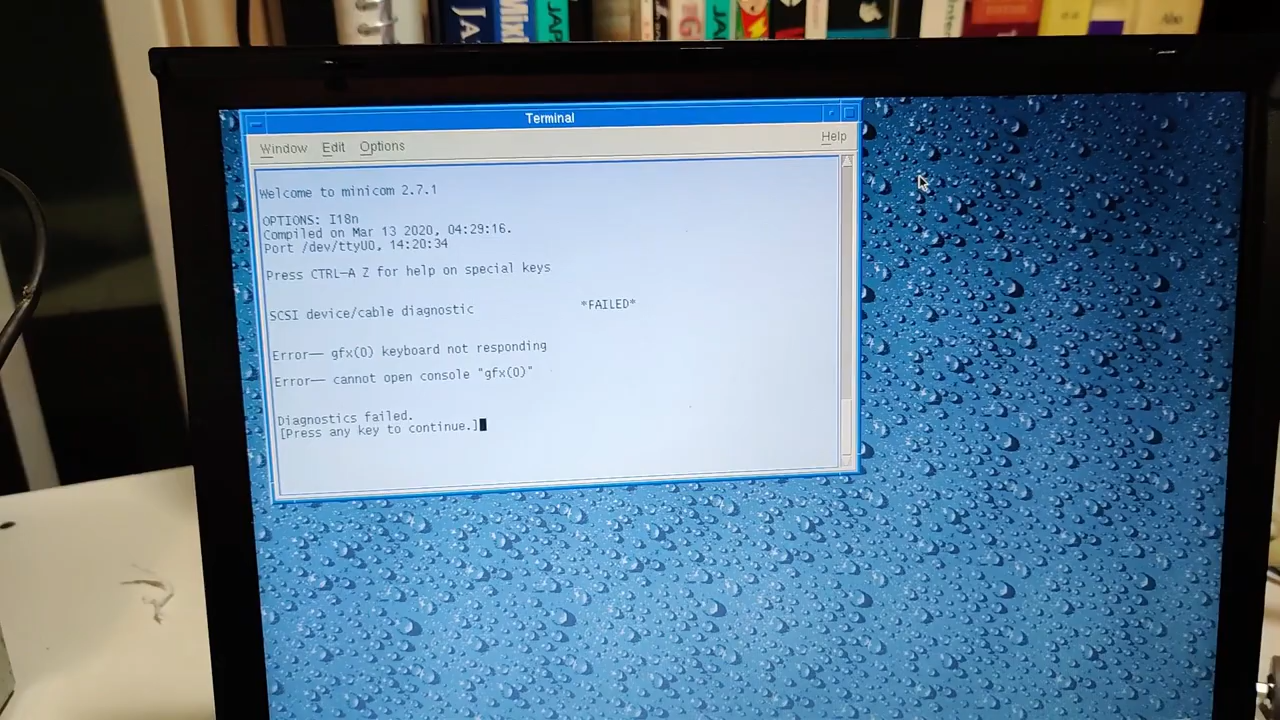 JAPA
JA
Also
Terminal
Window Edit Options Help
Welcome to minicom 2.7.1
OPTIONS: I18n
Compiled on Mar 13 2020, 04:29:16.
Port /dev/ttyU0, 14:20:34
Press CTRL-A Z for help on special keys
SCSI device/cable diagnostic *FAILED*
Error— gfx(0) keyboard not responding
Error— cannot open console "gfx(0)"
Diagnostics failed.
[Press any key to continue.]